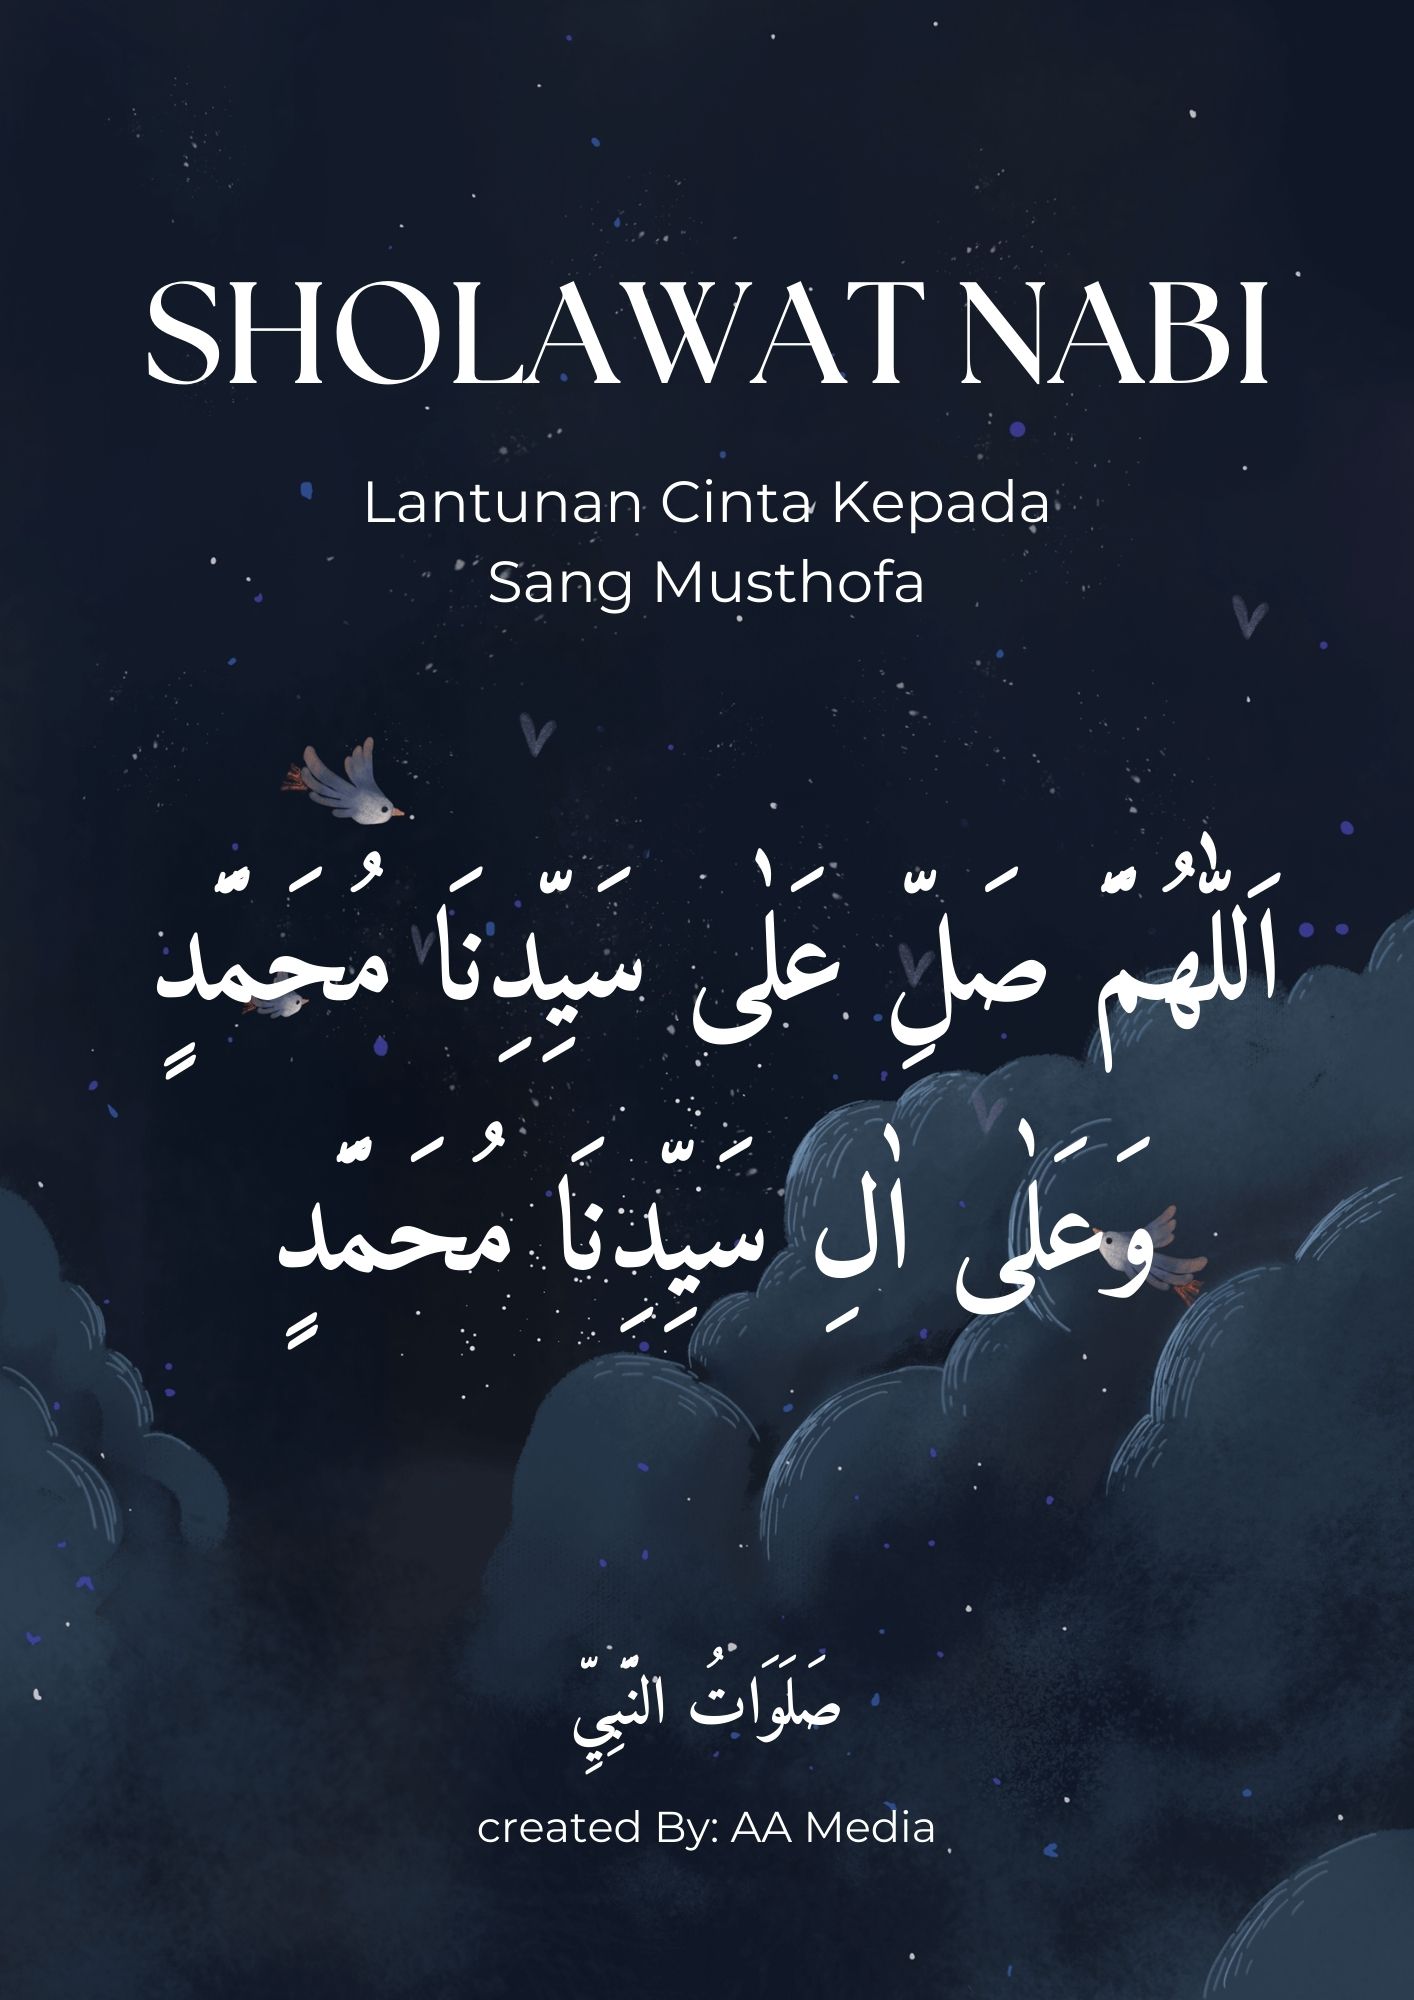 SHOLAWAT NABI
Lantunan Cinta Kepada
Sang Musthofa
اَللّٰهُمَّ صَلِّ عَلٰى سَيِّدِنَا مُحَمَّدٍ
وَعَلٰى اٰلِ سَيِّدِنَا مُحَمَّدٍ
صَلَوَاتُ النَّبِيِّ
created By: AA Media